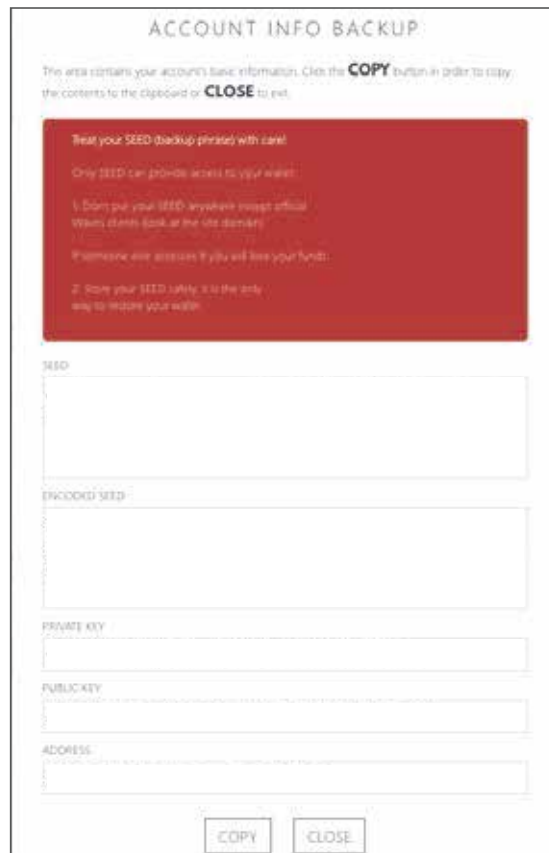 ACCOUNT INFO BACKUP
This area contains your account's basic information. Click the COPY button in order to copy
the contents to the clipboard or CLOSE to exit.
Treat your SEED (backup phrase) with care!
Only SEED can provide access to your wallet.
1. Don't put your SEED anywhere except official
Waves clients (look at the site domain).
If someone else accesses it you will lose your funds.
2. Store your SEED safely, it is the only
way to restore your wallet.
SEED
ENCODED SEED
PRIVATE KEY
PUBLIC KEY
ADDRESS
COPY
CLOSE